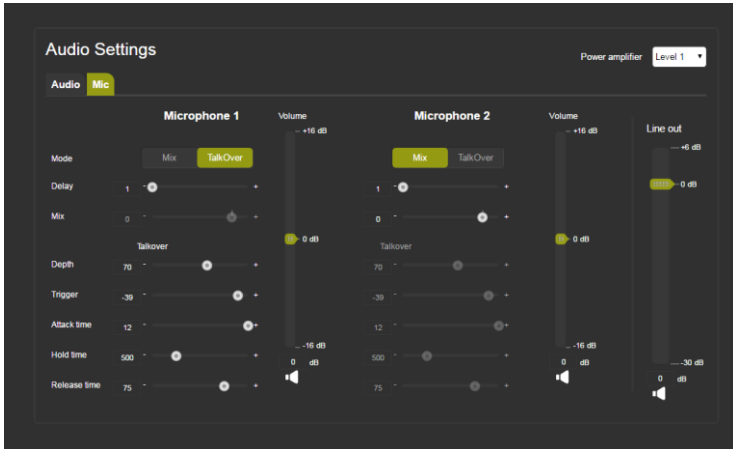 Audio Settings
Power amplifier Level 1
Audio Mic
Microphone 1 Volume Microphone 2 Volume Line out
+16 dB +16 dB
+6 dB
Mode Mix TalkOver Mix TalkOver
Delay 1 - + 1 - + 0 dB
Mix 0 - + 0 - +
Talkover 0 dB Talkover 0 dB
Depth 70 - + 70 - +
Trigger -39 - + -39 - +
Attack time 12 - + 12 - +
-16 dB -16 dB
Hold time 500 - + 0 dB 500 - + 0 dB -30 dB
Release time 75 - + 75 - + 0 dB